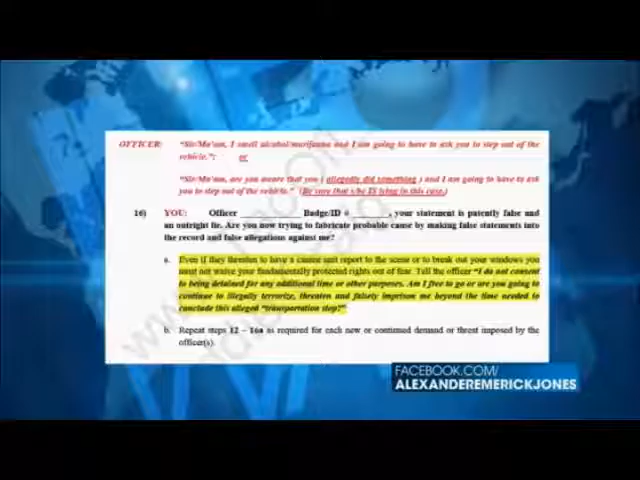 OFFICER: "Sir/Ma'am, I smell alcohol/marijuana and I am going to have to ask you to step out of the
vehicle."; or
"Sir/Ma'am, are you aware that you ( allegedly did something ) and I am going to have to ask
you to step out of the vehicle." (Be sure that s/he IS lying in this case.)
16) YOU: Officer ____________ Badge/ID # _______, your statement is patently false and
an outright lie. Are you now trying to fabricate probable cause by making false statements into
the record and false allegations against me?
a. Even if they threaten to have a canine unit report to the scene or to break out your windows you
must not waive your fundamentally protected rights out of fear. Tell the officer "I do not consent
to being detained for any additional time or other purposes. Am I free to go or are you going to
continue to illegally terrorize, threaten and falsely imprison me beyond the time needed to
conclude this alleged "transportation stop?"
b. Repeat steps 12 – 16a as required for each new or continued demand or threat imposed by the
officer(s).
FACEBOOK.COM/
ALEXANDEREMERICKJONES